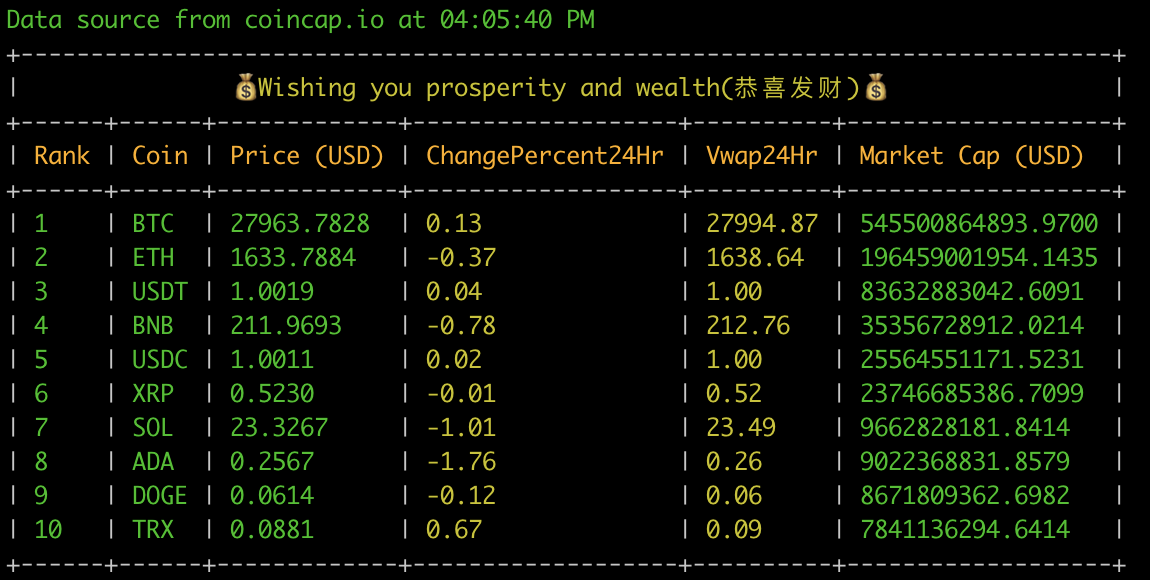 Data source from coincap.io at 04:05:40 PM
💰Wishing you prosperity and wealth(恭喜发财)💰
Rank | Coin | Price (USD) | ChangePercent24Hr | Vwap24Hr | Market Cap (USD)
1 | BTC | 27963.7828 | 0.13 | 27994.87 | 545500864893.9700
2 | ETH | 1633.7884 | -0.37 | 1638.64 | 196459001954.1435
3 | USDT | 1.0019 | 0.04 | 1.00 | 83632883042.6091
4 | BNB | 211.9693 | -0.78 | 212.76 | 35356728912.0214
5 | USDC | 1.0011 | 0.02 | 1.00 | 25564551171.5231
6 | XRP | 0.5230 | -0.01 | 0.52 | 23746685386.7099
7 | SOL | 23.3267 | -1.01 | 23.49 | 9662828181.8414
8 | ADA | 0.2567 | -1.76 | 0.26 | 9022368831.8579
9 | DOGE | 0.0614 | -0.12 | 0.06 | 8671809362.6982
10 | TRX | 0.0881 | 0.67 | 0.09 | 7841136294.6414